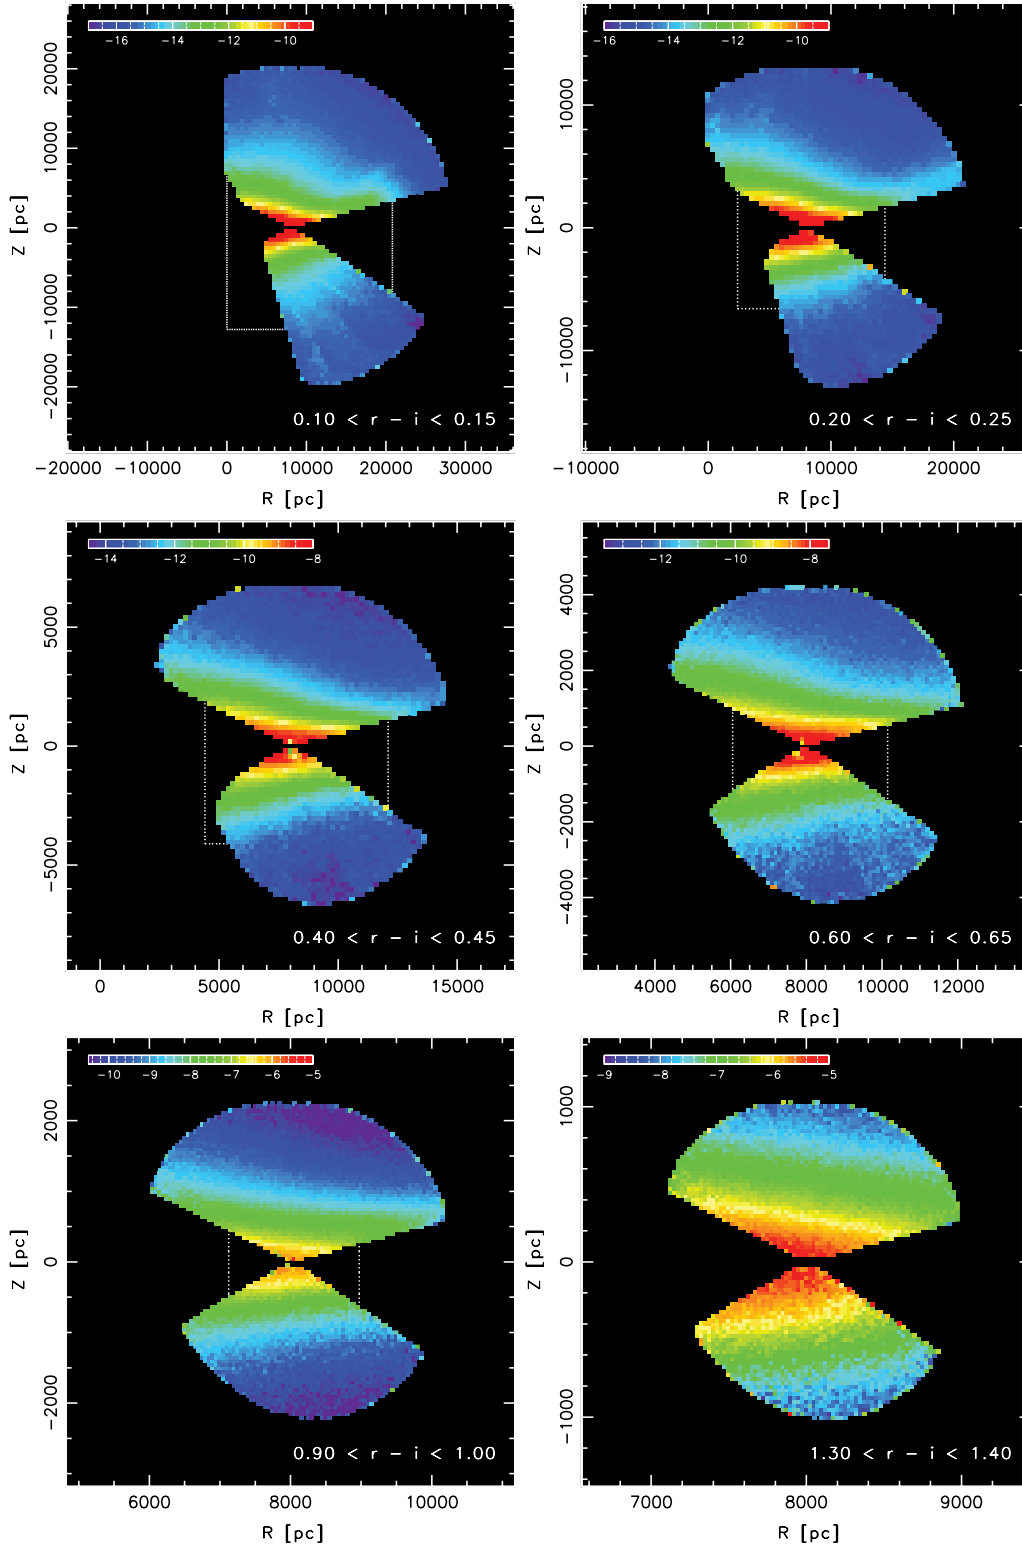 -16 -14 -12 -10
Z [pc]
20000
10000
0
-10000
-20000
0.10 < r - i < 0.15
-20000 -10000 0 10000 20000 30000
R [pc]
-16 -14 -12 -10
Z [pc]
10000
0
-10000
0.20 < r - i < 0.25
-10000 0 10000 20000
R [pc]
-14 -12 -10 -8
Z [pc]
5000
0
-5000
0.40 < r - i < 0.45
0 5000 10000 15000
R [pc]
-12 -10 -8
Z [pc]
4000
2000
0
-2000
-4000
0.60 < r - i < 0.65
4000 6000 8000 10000 12000
R [pc]
-10 -9 -8 -7 -6 -5
Z [pc]
2000
0
-2000
0.90 < r - i < 1.00
6000 8000 10000
R [pc]
-9 -8 -7 -6 -5
Z [pc]
1000
0
-1000
1.30 < r - i < 1.40
7000 8000 9000
R [pc]